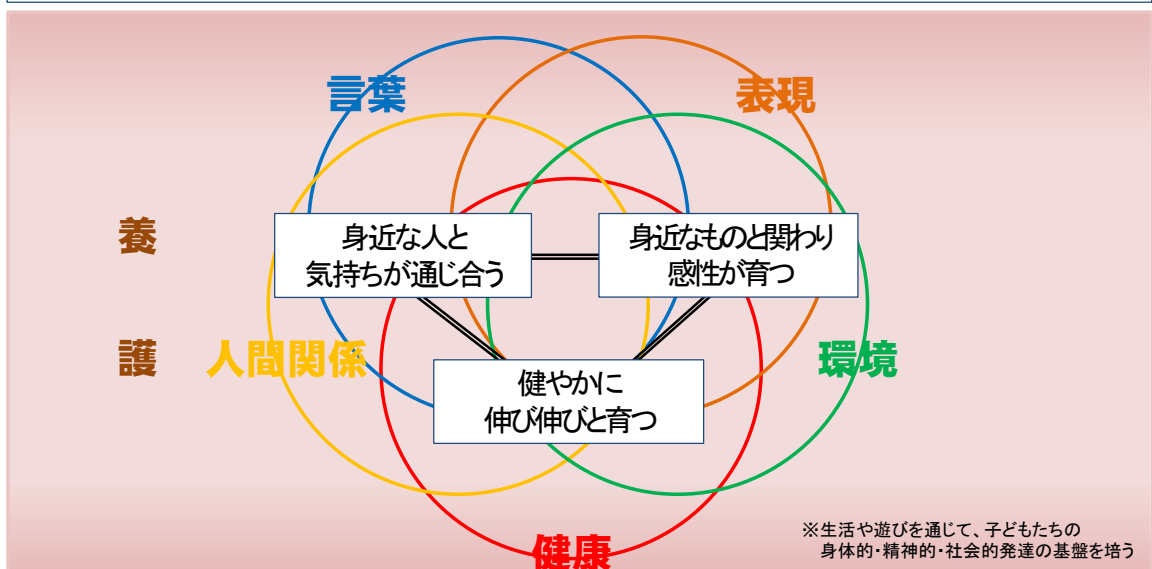 言葉
表現
養
護
身近な人と
気持ちが通じ合う
身近なものと関わり
感性が育つ
人間関係
環境
健やかに
伸び伸びと育つ
健康
※生活や遊びを通じて、子どもたちの
身体的・精神的・社会的発達の基盤を培う